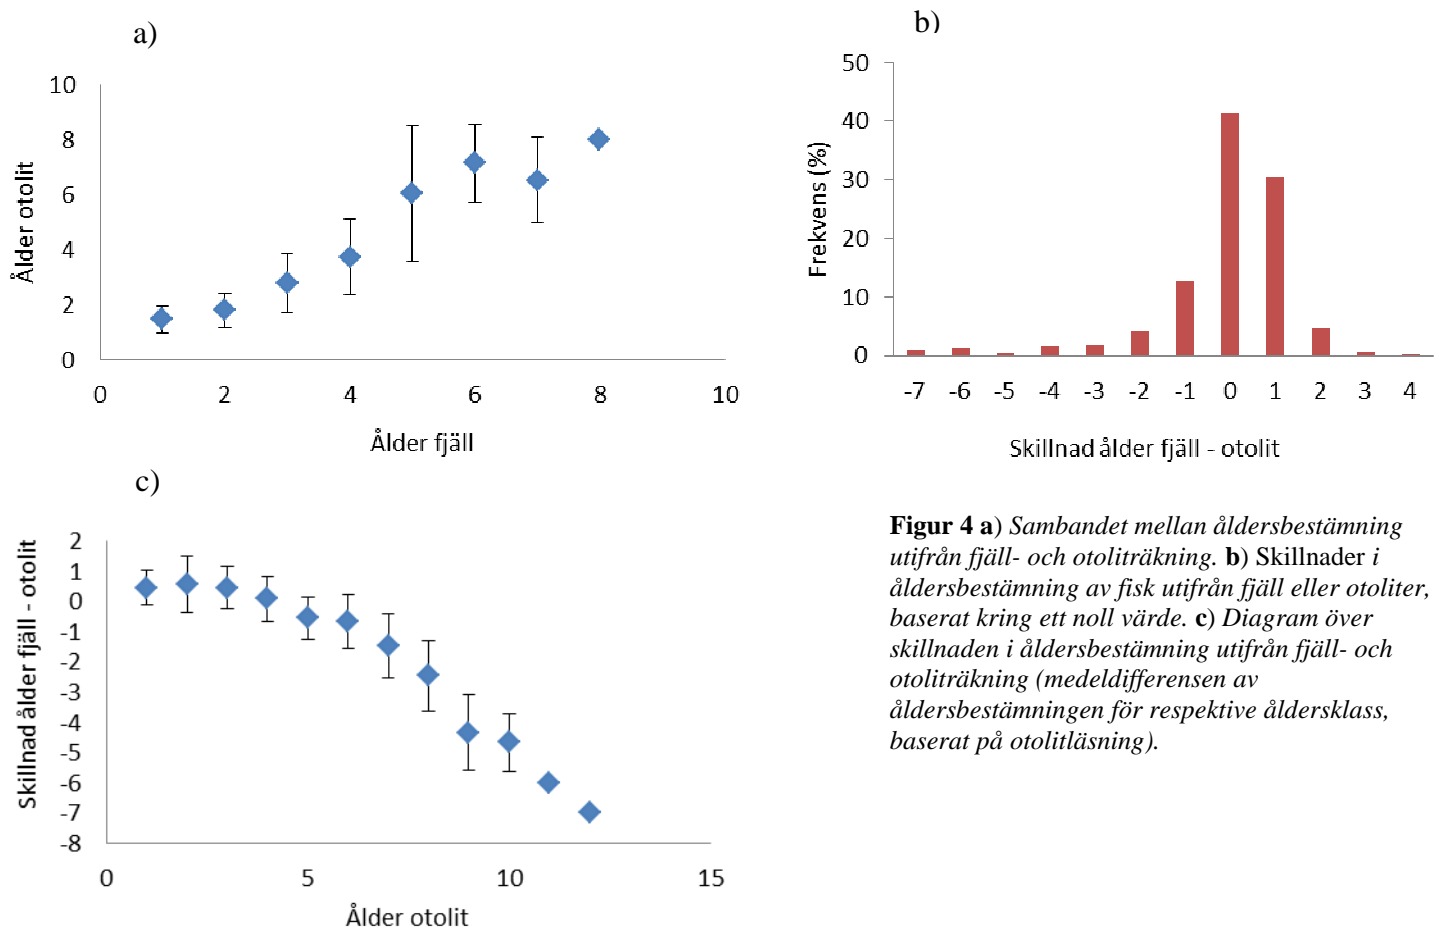 a)
10
8
6
4
2
0
Ålder otolit
0 2 4 6 8 10
Ålder fjäll
b)
50
40
30
20
10
0
Frekvens (%)
-7 -6 -5 -4 -3 -2 -1 0 1 2 3 4
Skillnad ålder fjäll - otolit
c)
2
1
0
-1
-2
-3
-4
-5
-6
-7
-8
Skillnad ålder fjäll - otolit
0 5 10 15
Ålder otolit
Figur 4 a) Sambandet mellan åldersbestämning
utifrån fjäll- och otoliträkning. b) Skillnader i
åldersbestämning av fisk utifrån fjäll eller otoliter,
baserat kring ett noll värde. c) Diagram över
skillnaden i åldersbestämning utifrån fjäll- och
otoliträkning (medeldifferensen av
åldersbestämningen för respektive åldersklass,
baserat på otolitläsning).